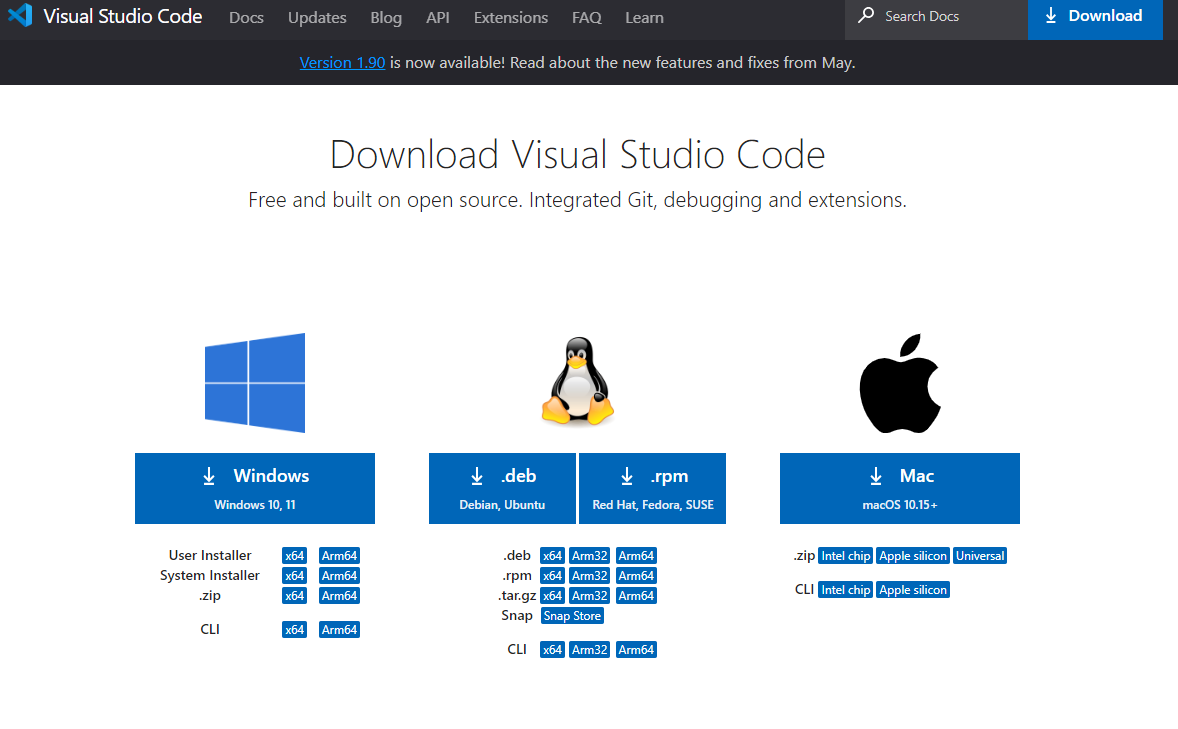 Visual Studio Code Docs Updates Blog API Extensions FAQ Learn Search Docs Download
Version 1.90 is now available! Read about the new features and fixes from May.
Download Visual Studio Code
Free and built on open source. Integrated Git, debugging and extensions.
Windows
Windows 10, 11
User Installer x64 Arm64
System Installer x64 Arm64
.zip x64 Arm64
CLI x64 Arm64
.deb
Debian, Ubuntu
.rpm
Red Hat, Fedora, SUSE
.deb x64 Arm32 Arm64
.rpm x64 Arm32 Arm64
.tar.gz x64 Arm32 Arm64
Snap Snap Store
CLI x64 Arm32 Arm64
Mac
macOS 10.15+
.zip Intel chip Apple silicon Universal
CLI Intel chip Apple silicon